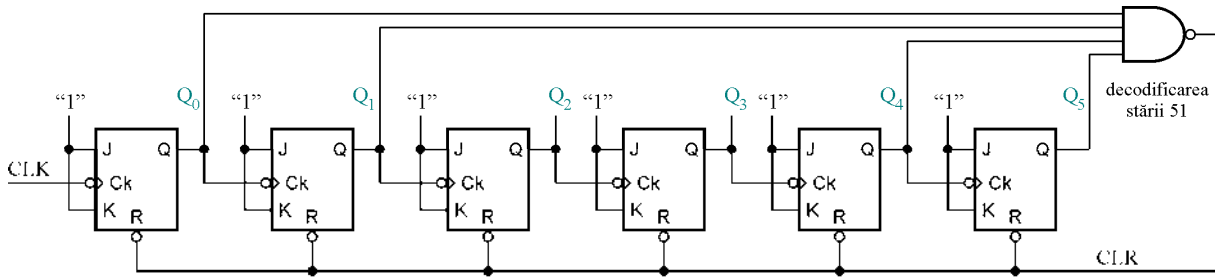 “1” Q0 “1” Q1 “1” Q2 “1” Q3 “1” Q4 “1” Q5
decodificarea
stării 51
J Q J Q J Q J Q J Q J Q
CLK Ck Ck Ck Ck Ck Ck
K R K R K R K R K R K R
CLR